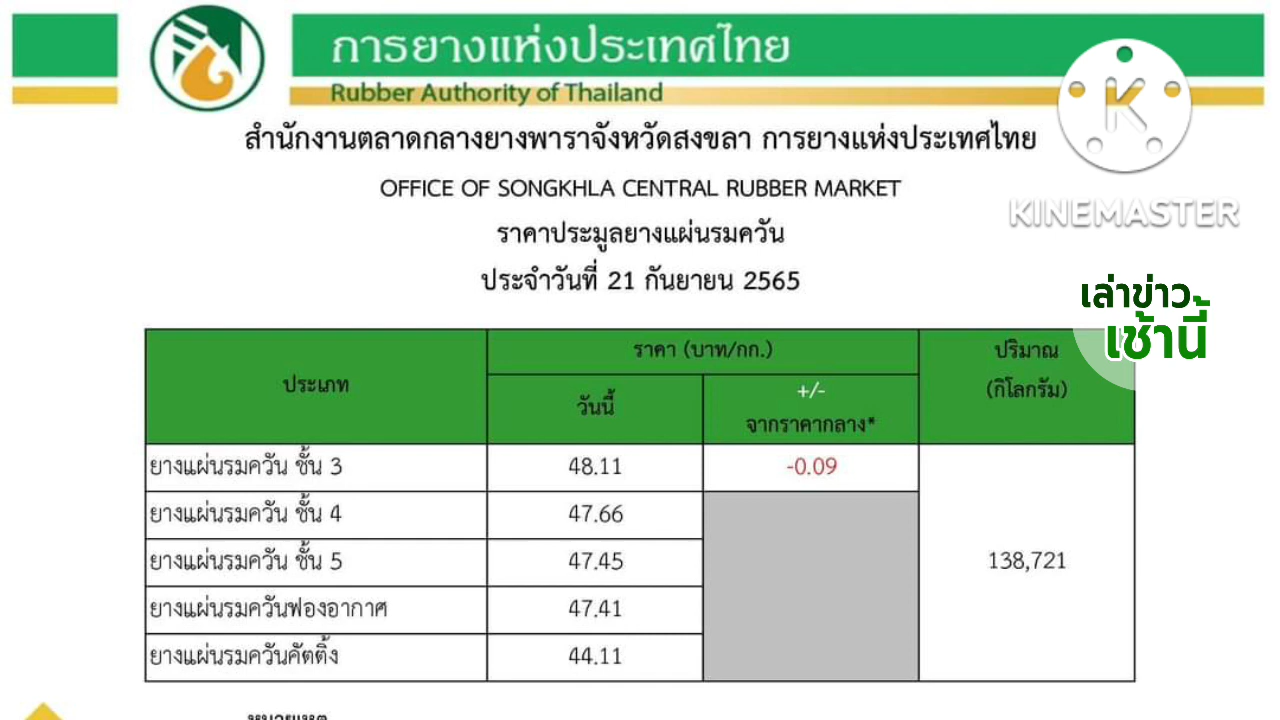 การยางแห่งประเทศไทย
Rubber Authority of Thailand
สำนักงานตลาดกลางยางพาราจังหวัดสงขลา การยางแห่งประเทศไทย
OFFICE OF SONGKHLA CENTRAL RUBBER MARKET
KINEMASTER
ราคาประมูลยางแผ่นรมควัน
ประจำวันที่ 21 กันยายน 2565
เล่าข่าว
เช้านี้
ประเภท
ราคา (บาท/กก.)
วันนี้
+/-
จากราคากลาง*
ปริมาณ
(กิโลกรัม)
ยางแผ่นรมควัน ชั้น 3 48.11 -0.09
ยางแผ่นรมควัน ชั้น 4 47.66
ยางแผ่นรมควัน ชั้น 5 47.45 138,721
ยางแผ่นรมควันฟองอากาศ 47.41
ยางแผ่นรมควันคัตติ้ง 44.11
หมายเหตุ